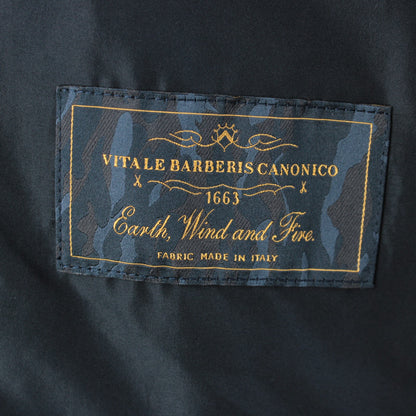 VITALE BARBERIS CANONICO
1663
Earth, Wind and Fire.
FABRIC MADE IN ITALY